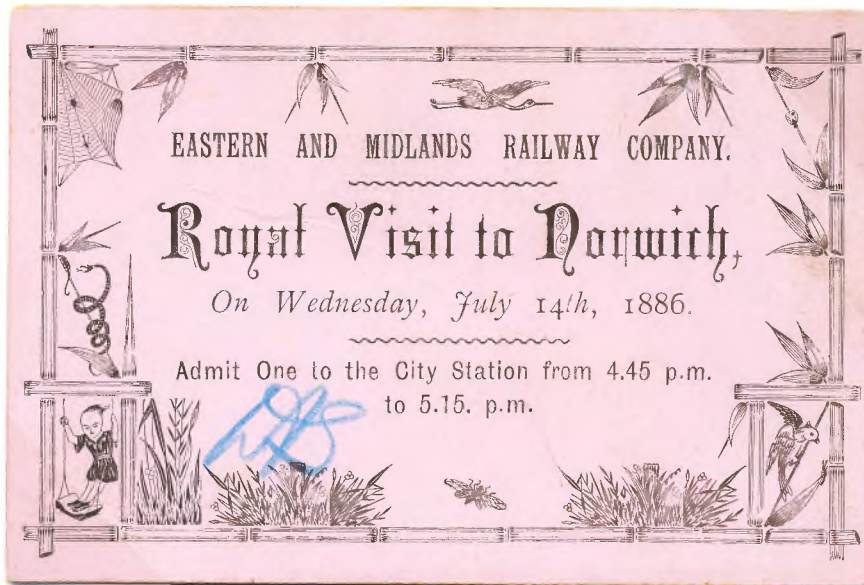 EASTERN AND MIDLANDS RAILWAY COMPANY.
Royal Visit to Norwich,
On Wednesday, July 14th, 1886.
Admit One to the City Station from 4.45 p.m.
to 5.15. p.m.